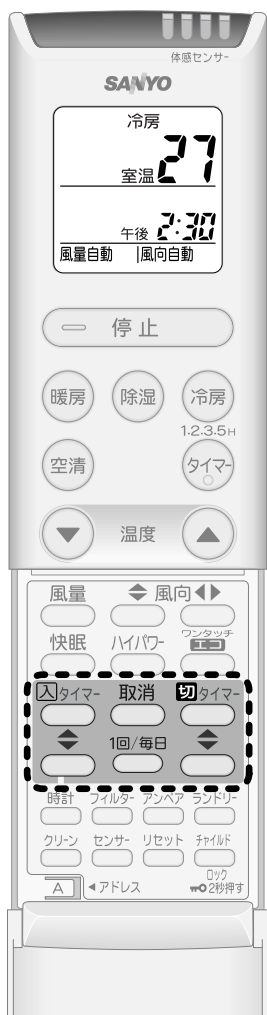 体感センサー
SANYO
冷房
室温 27
午後 2:30
風量自動 風向自動
停止
暖房 除湿 冷房
1.2.3.5H
空清 タイマー
温度
風量 風向
快眠 ハイパワー ワンタッチ
エコ
入タイマー 取消 切タイマー
1回/毎日
時計 フィルター アンペア ランドリー
クリーン センサー リセット チャイルド
ロック
A アドレス 2秒押す